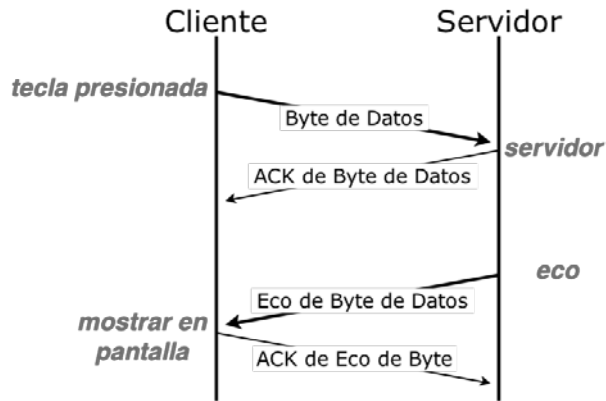 Cliente
Servidor
tecla presionada
Byte de Datos
servidor
ACK de Byte de Datos
eco
Eco de Byte de Datos
mostrar en
pantalla
ACK de Eco de Byte